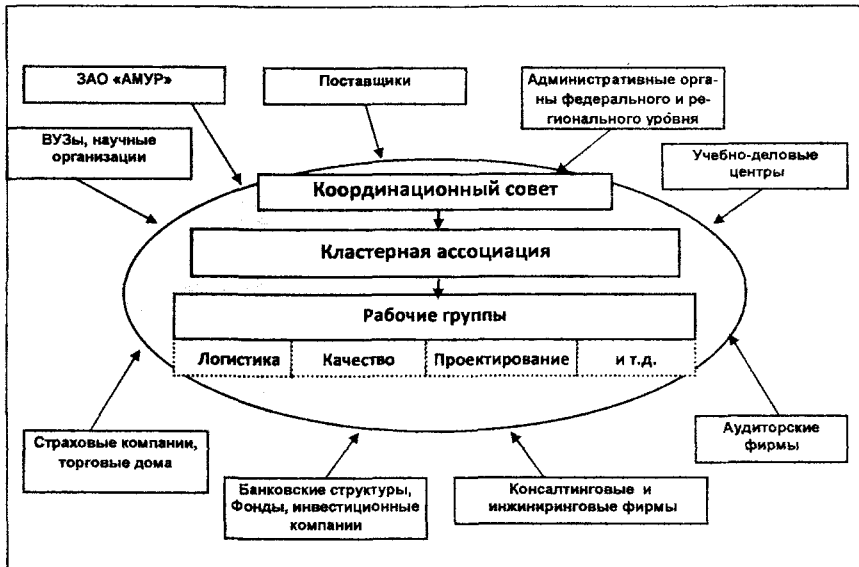 ЗАО «АМУР»
Поставщики
Административные орга-
ны федерального и ре-
гионального уровня
ВУЗы, научные
организации
Учебно-деловые
центры
Координационный совет
Кластерная ассоциация
Рабочие группы
Логистика
Качество
Проектирование
и т.д.
Страховые компании,
торговые дома
Аудиторские
фирмы
Банковские структуры,
Фонды, инвестиционные
компании
Консалтинговые и
инжиниринговые фирмы